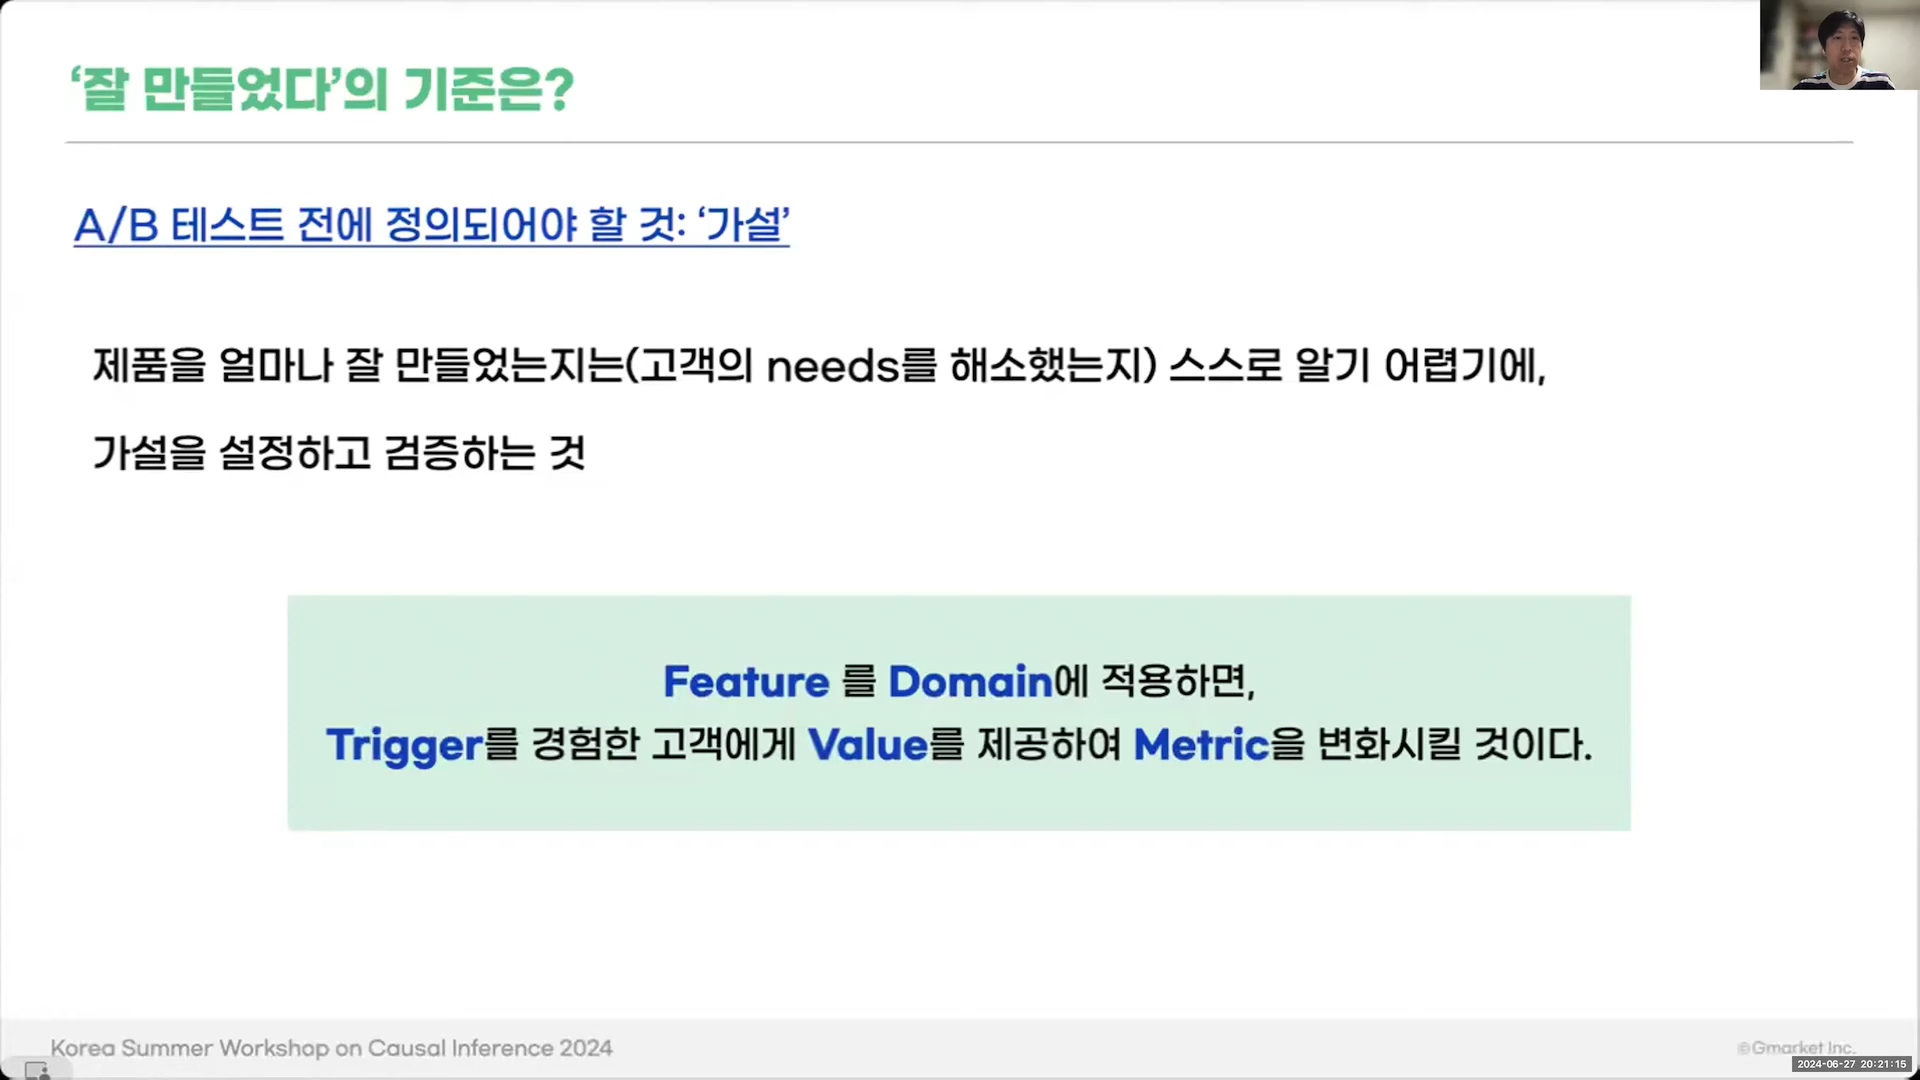 ‘잘 만들었다’의 기준은?
A/B 테스트 전에 정의되어야 할 것: ‘가설’
제품을 얼마나 잘 만들었는지는(고객의 needs를 해소했는지) 스스로 알기 어렵기에,
가설을 설정하고 검증하는 것
Feature 를 Domain에 적용하면,
Trigger를 경험한 고객에게 Value를 제공하여 Metric을 변화시킬 것이다.
Korea Summer Workshop on Causal Inference 2024
©Gmarket Inc.
2024-06-27 20:21:15